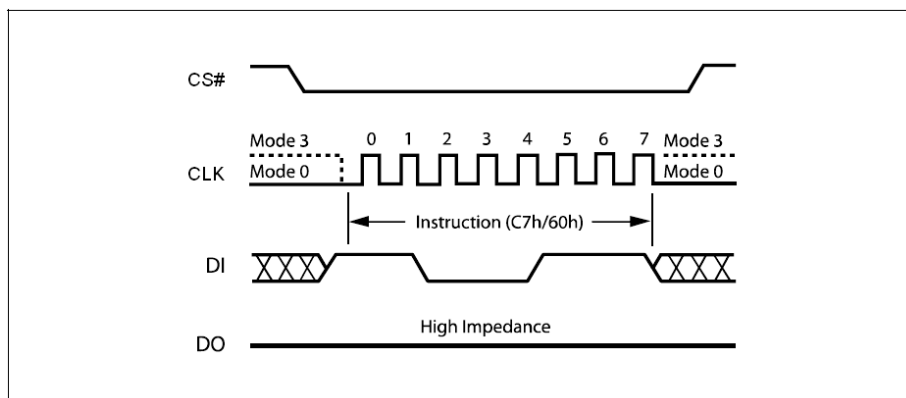 CS#
Mode 3 0 1 2 3 4 5 6 7 Mode 3
CLK Mode 0 Mode 0
Instruction (C7h/60h)
DI
High Impedance
DO